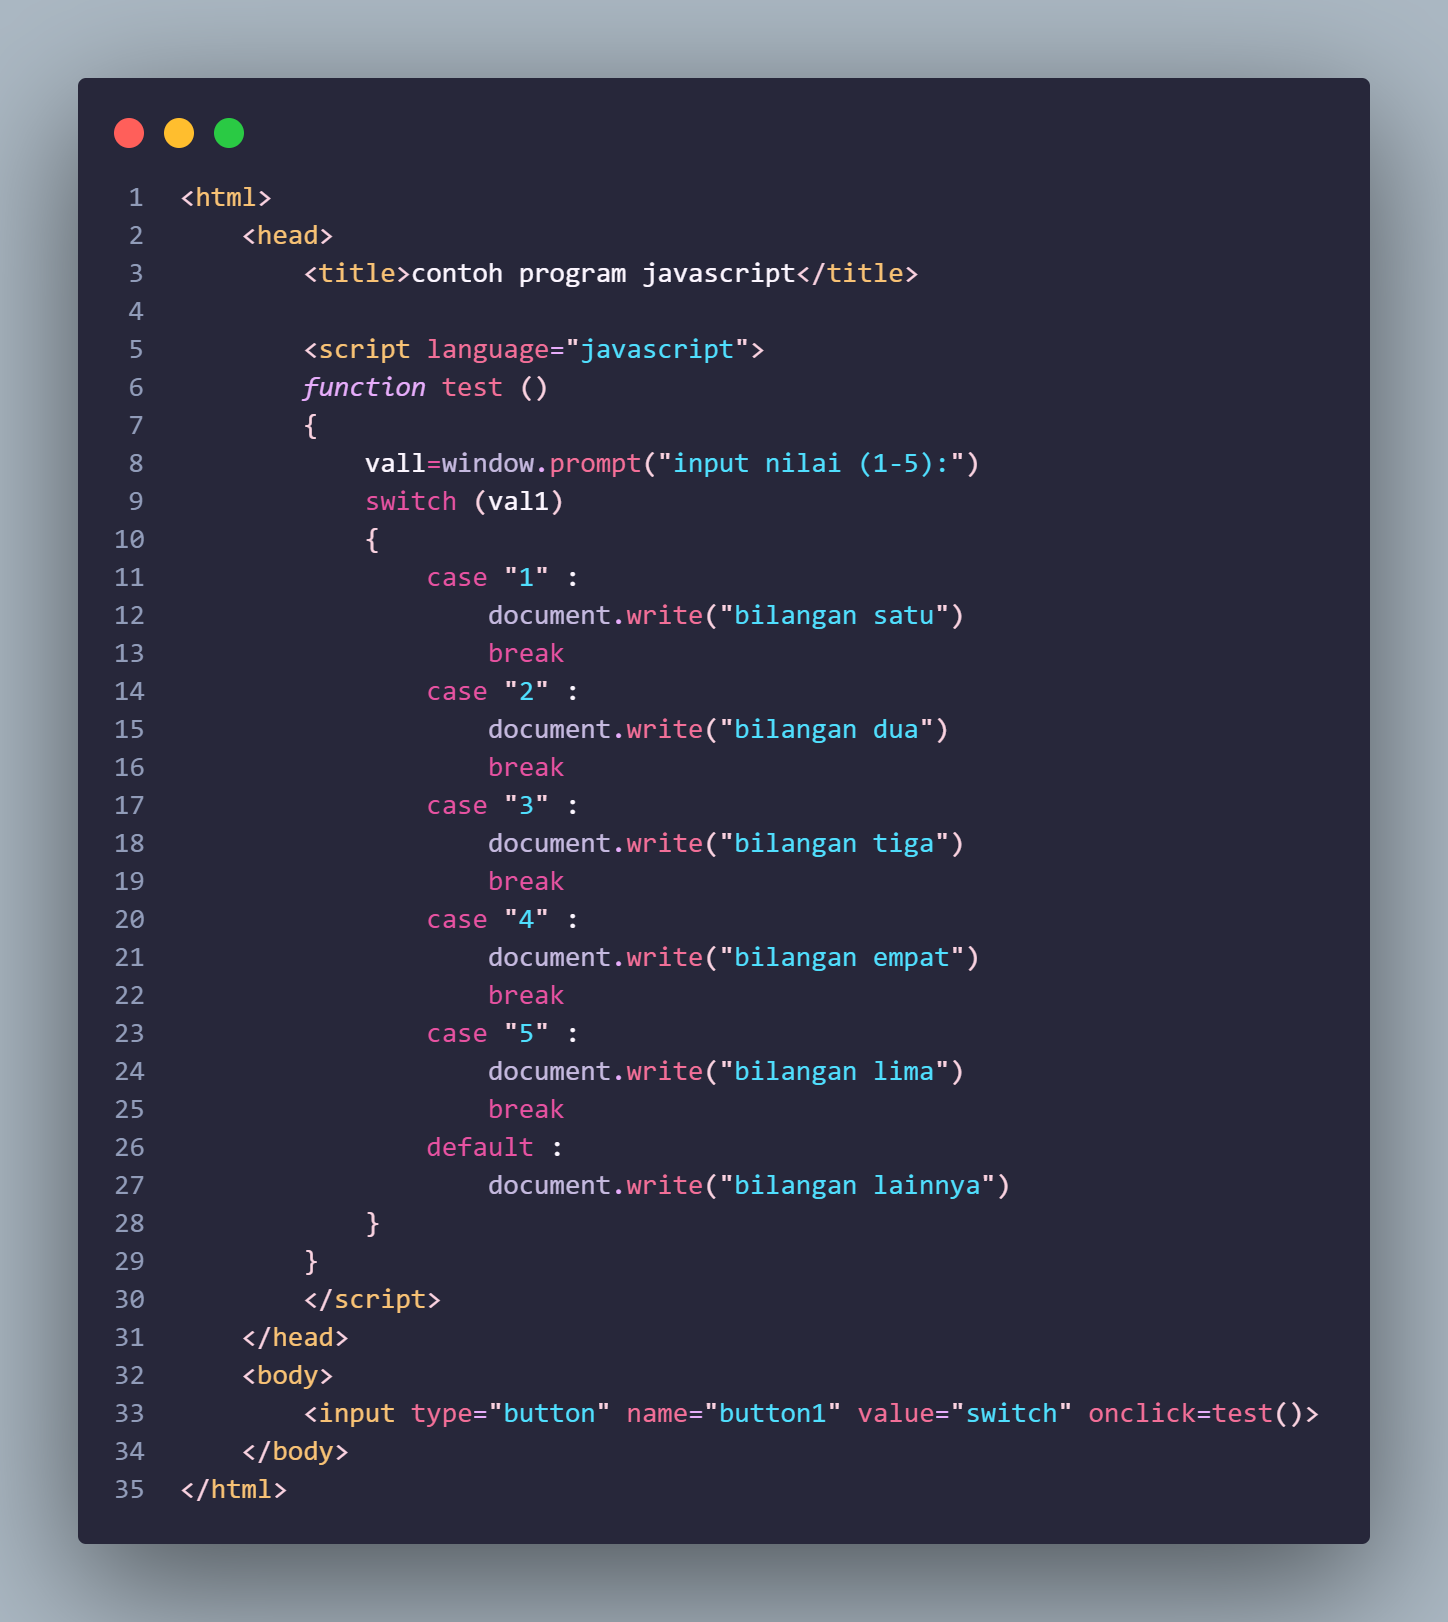 1 <html>
2     <head>
3         <title>contoh program javascript</title>
4
5         <script language="javascript">
6         function test ()
7         {
8             vall=window.prompt("input nilai (1-5):")
9             switch (val1)
10             {
11                 case "1" :
12                     document.write("bilangan satu")
13                     break
14                 case "2" :
15                     document.write("bilangan dua")
16                     break
17                 case "3" :
18                     document.write("bilangan tiga")
19                     break
20                 case "4" :
21                     document.write("bilangan empat")
22                     break
23                 case "5" :
24                     document.write("bilangan lima")
25                     break
26                 default :
27                     document.write("bilangan lainnya")
28             }
29         }
30         </script>
31     </head>
32     <body>
33         <input type="button" name="button1" value="switch" onclick=test()>
34     </body>
35 </html>